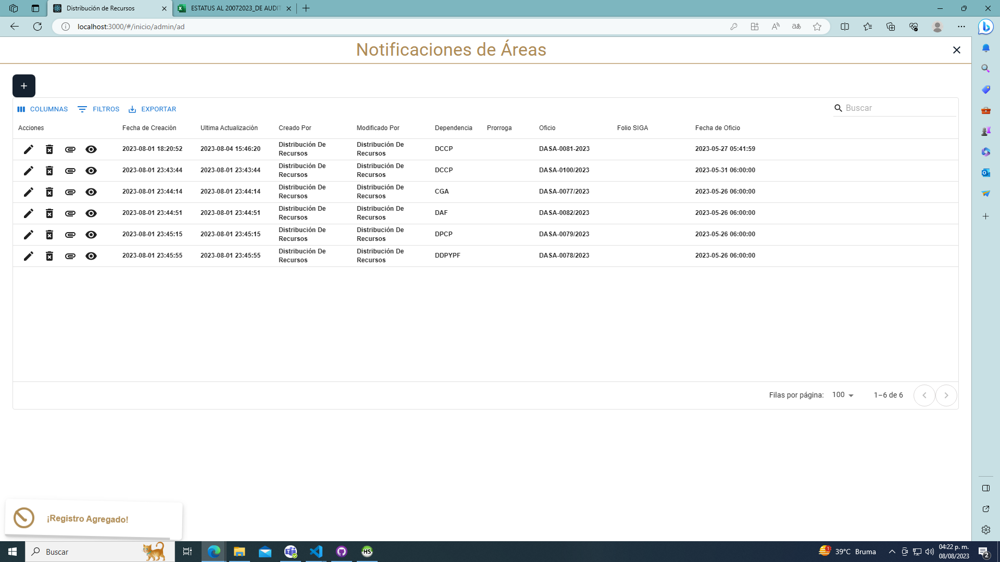 Distribución de Recursos
ESTATUS AL 20072023_DE AUDIT
localhost:3000/#/inicio/admin/ad
Notificaciones de Áreas
+
COLUMNAS FILTROS EXPORTAR
Buscar
Acciones Fecha de Creación Ultima Actualización Creado Por Modificado Por Dependencia Prorroga Oficio Folio SIGA Fecha de Oficio
2023-08-01 18:20:52 2023-08-04 15:46:20 Distribución De Recursos Distribución De Recursos DCCP DASA-0081-2023 2023-05-27 05:41:59
2023-08-01 23:43:44 2023-08-01 23:43:44 Distribución De Recursos Distribución De Recursos DCCP DASA-0100/2023 2023-05-31 06:00:00
2023-08-01 23:44:14 2023-08-01 23:44:14 Distribución De Recursos Distribución De Recursos CGA DASA-0077/2023 2023-05-26 06:00:00
2023-08-01 23:44:51 2023-08-01 23:44:51 Distribución De Recursos Distribución De Recursos DAF DASA-0082/2023 2023-05-26 06:00:00
2023-08-01 23:45:15 2023-08-01 23:45:15 Distribución De Recursos Distribución De Recursos DPCP DASA-0079/2023 2023-05-26 06:00:00
2023-08-01 23:45:55 2023-08-01 23:45:55 Distribución De Recursos Distribución De Recursos DDPYPF DASA-0078/2023 2023-05-26 06:00:00
Filas por página: 100 1–6 de 6
¡Registro Agregado!
Buscar
HS
1
39°C Bruma
04:22 p. m.
08/08/2023
2